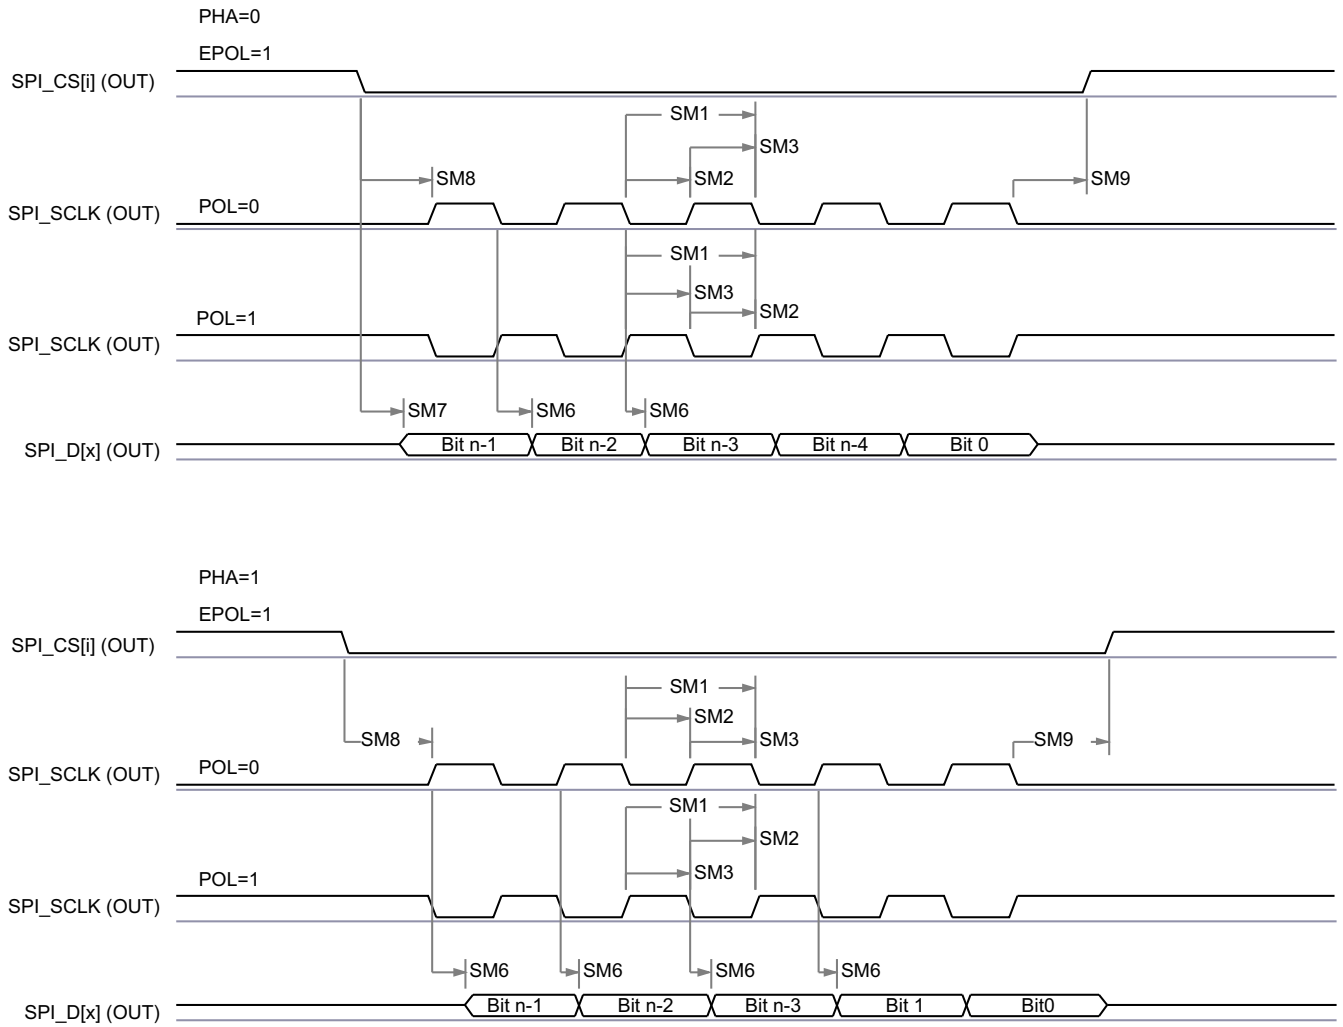 PHA=0
EPOL=1
SPI_CS[i] (OUT)
SM1
SM3
SM8
SM2
SM9
SPI_SCLK (OUT)
POL=0
SM1
SM3
SM2
POL=1
SPI_SCLK (OUT)
SM7
SM6
SM6
SPI_D[x] (OUT)
Bit n-1
Bit n-2
Bit n-3
Bit n-4
Bit 0
PHA=1
EPOL=1
SPI_CS[i] (OUT)
SM1
SM2
SM8
SM3
SM9
SPI_SCLK (OUT)
POL=0
SM1
SM2
SM3
POL=1
SPI_SCLK (OUT)
SM6
SM6
SM6
SM6
SPI_D[x] (OUT)
Bit n-1
Bit n-2
Bit n-3
Bit 1
Bit0